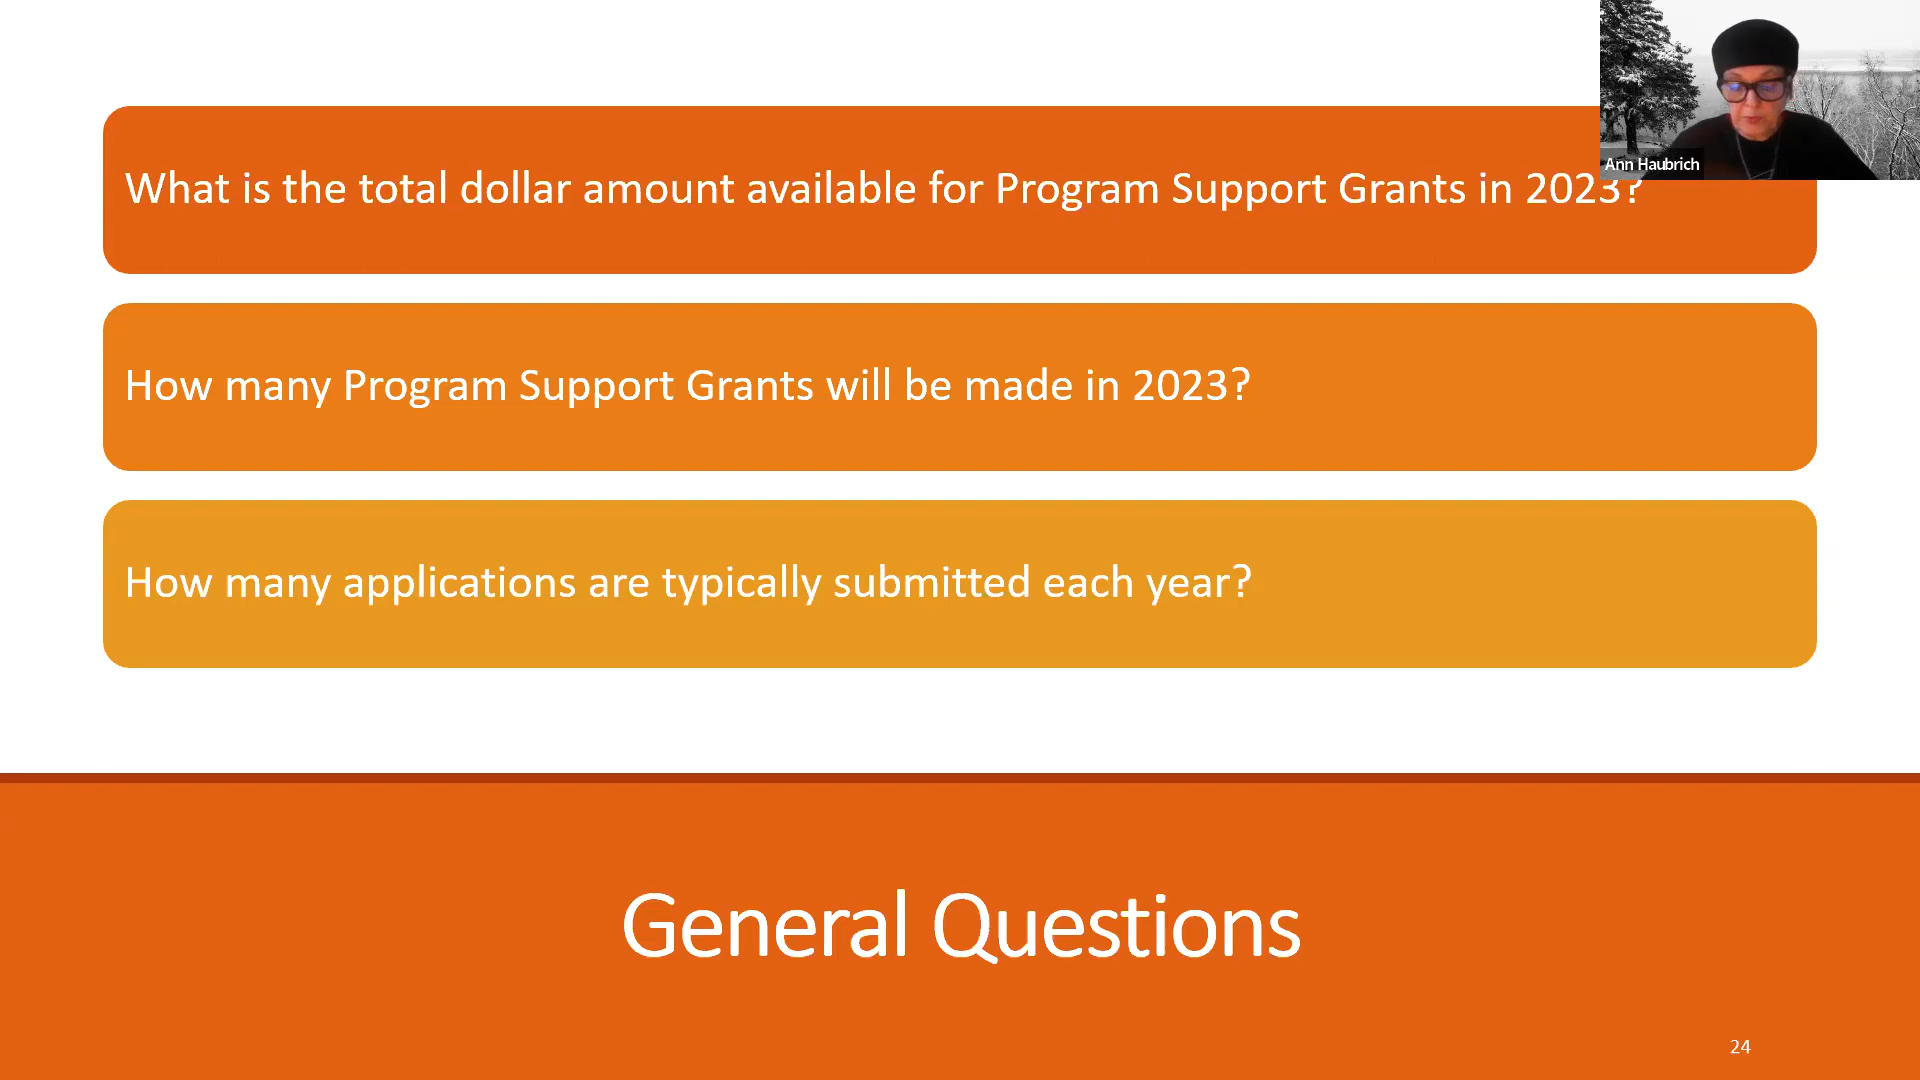 What is the total dollar amount available for Program Support Grants in 2023?
Ann Haubrich
How many Program Support Grants will be made in 2023?
How many applications are typically submitted each year?
General Questions
24